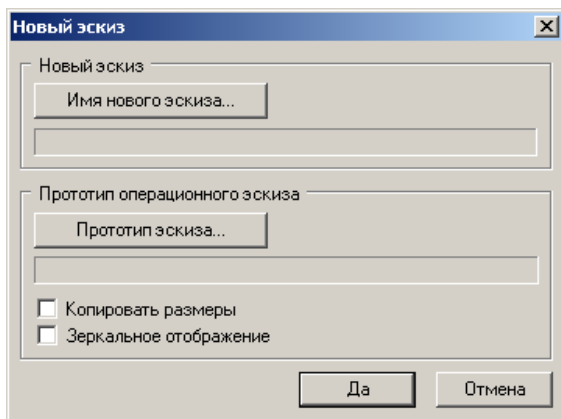 Новый эскиз
Новый эскиз
Имя нового эскиза...
Прототип операционного эскиза
Прототип эскиза...
Копировать размеры
Зеркальное отображение
Да
Отмена